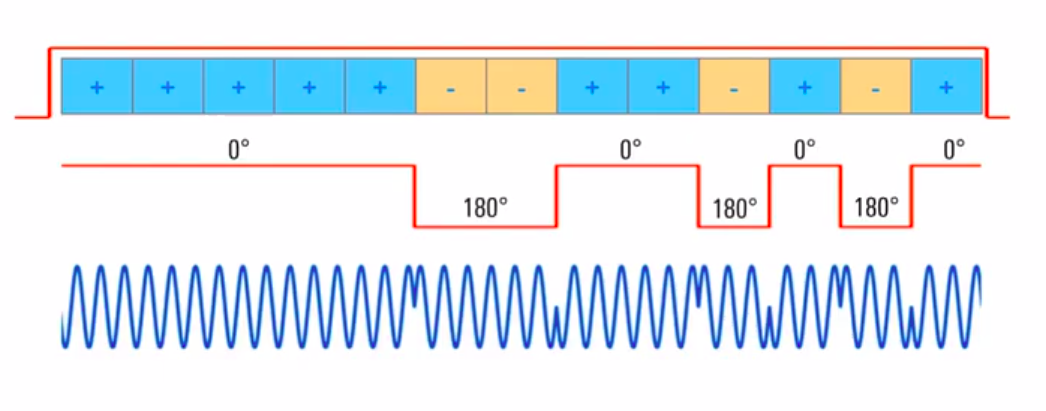 + + + + + - - + + - + - +
0° 0° 0° 0°
180° 180° 180°